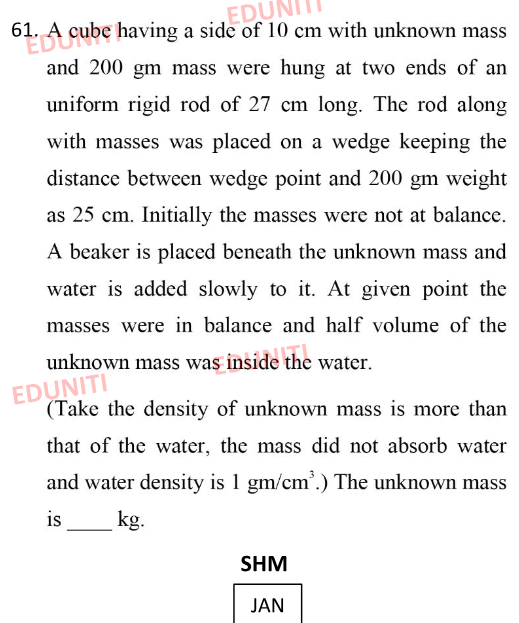 EDUNITI
61. A cube having a side of 10 cm with unknown mass
EDUNITI
and 200 gm mass were hung at two ends of an
uniform rigid rod of 27 cm long. The rod along
with masses was placed on a wedge keeping the
distance between wedge point and 200 gm weight
as 25 cm. Initially the masses were not at balance.
A beaker is placed beneath the unknown mass and
water is added slowly to it. At given point the
masses were in balance and half volume of the
unknown mass was inside the water.
EDUNITI
EDUNITI
(Take the density of unknown mass is more than
that of the water, the mass did not absorb water
and water density is 1 gm/cm³.) The unknown mass
is ____ kg.
SHM
JAN